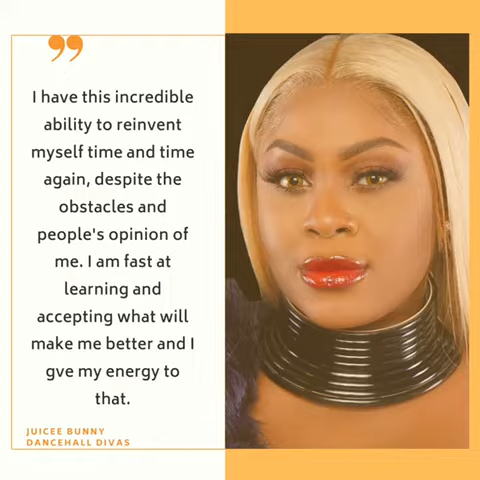 I have this incredible
ability to reinvent
myself time and time
again, despite the
obstacles and
people's opinion of
me. I am fast at
learning and
accepting what will
make me better and I
gve my energy to
that.
JUICEE BUNNY
DANCEHALL DIVAS